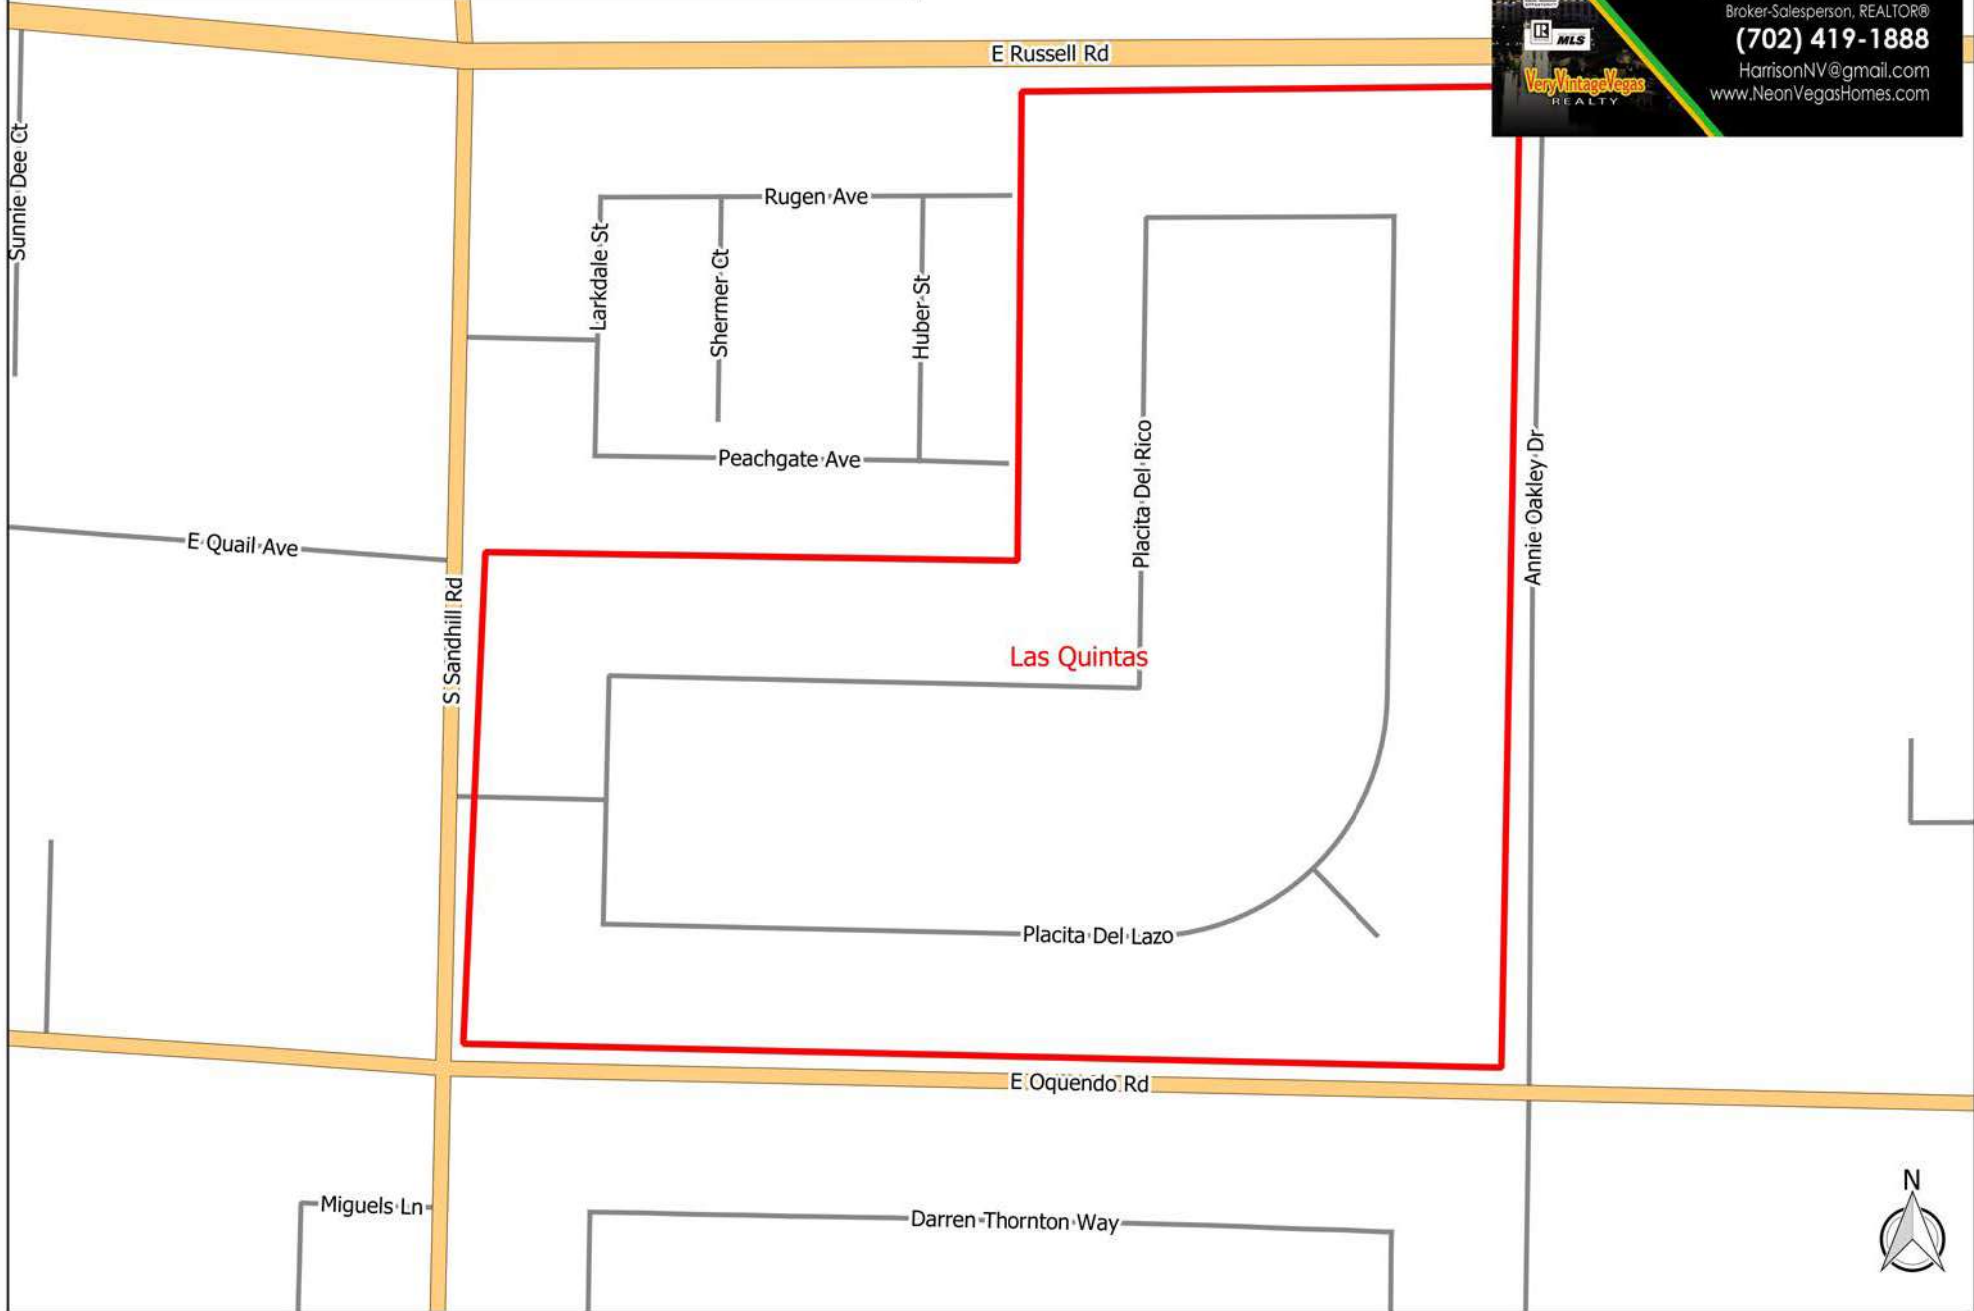 Broker-Salesperson, REALTOR®
E Russell Rd
(702) 419-1888
MLS
HarrisonNV@gmail.com
VeryVintageVegas
REALTY
www.NeonVegasHomes.com
Sunnie Dee Ct
Rugen Ave
Larkdale St
Shermer Ct
Huber St
Peachgate Ave
Placita Del Rico
Annie Oakley Dr
E Quail Ave
S Sandhill Rd
Las Quintas
Placita Del Lazo
E Oquendo Rd
N
Miguels Ln
Darren Thornton Way